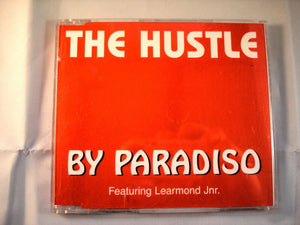 THE HUSTLE
BY PARADISO
Featuring Learmond Jnr.